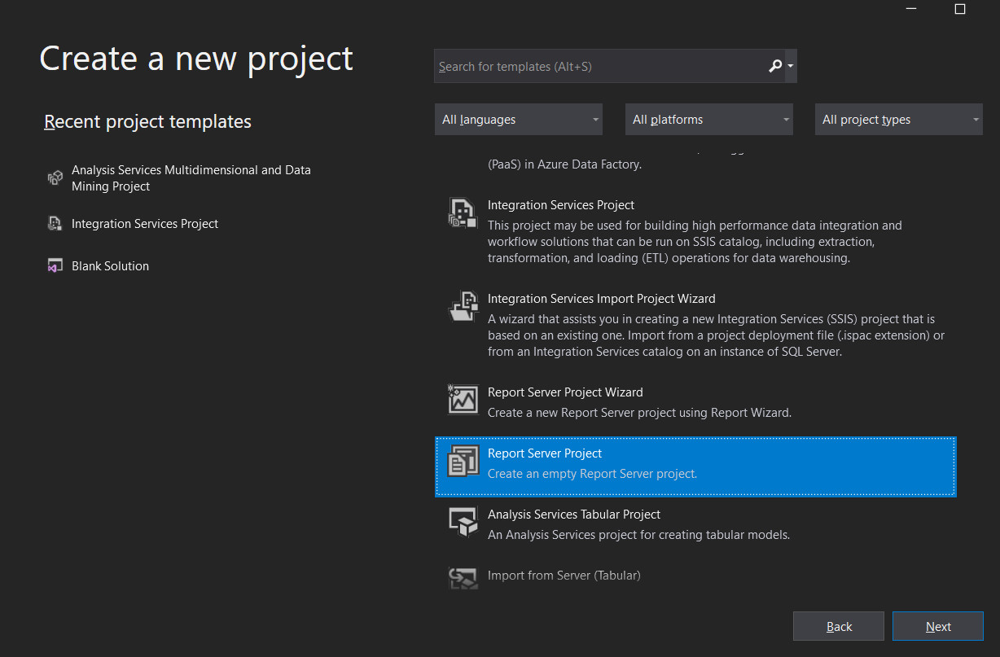 Create a new project
Search for templates (Alt+S)
Recent project templates
All languages
All platforms
All project types
Analysis Services Multidimensional and Data
Mining Project
Integration Services Project
Blank Solution
(PaaS) in Azure Data Factory.
Integration Services Project
This project may be used for building high performance data integration and
workflow solutions that can be run on SSIS catalog, including extraction,
transformation, and loading (ETL) operations for data warehousing.
Integration Services Import Project Wizard
A wizard that assists you in creating a new Integration Services (SSIS) project that is
based on an existing one. Import from a project deployment file (.ispac extension) or
from an Integration Services catalog on an instance of SQL Server.
Report Server Project Wizard
Create a new Report Server project using Report Wizard.
Report Server Project
Create an empty Report Server project.
Analysis Services Tabular Project
An Analysis Services project for creating tabular models.
Import from Server (Tabular)
Back
Next